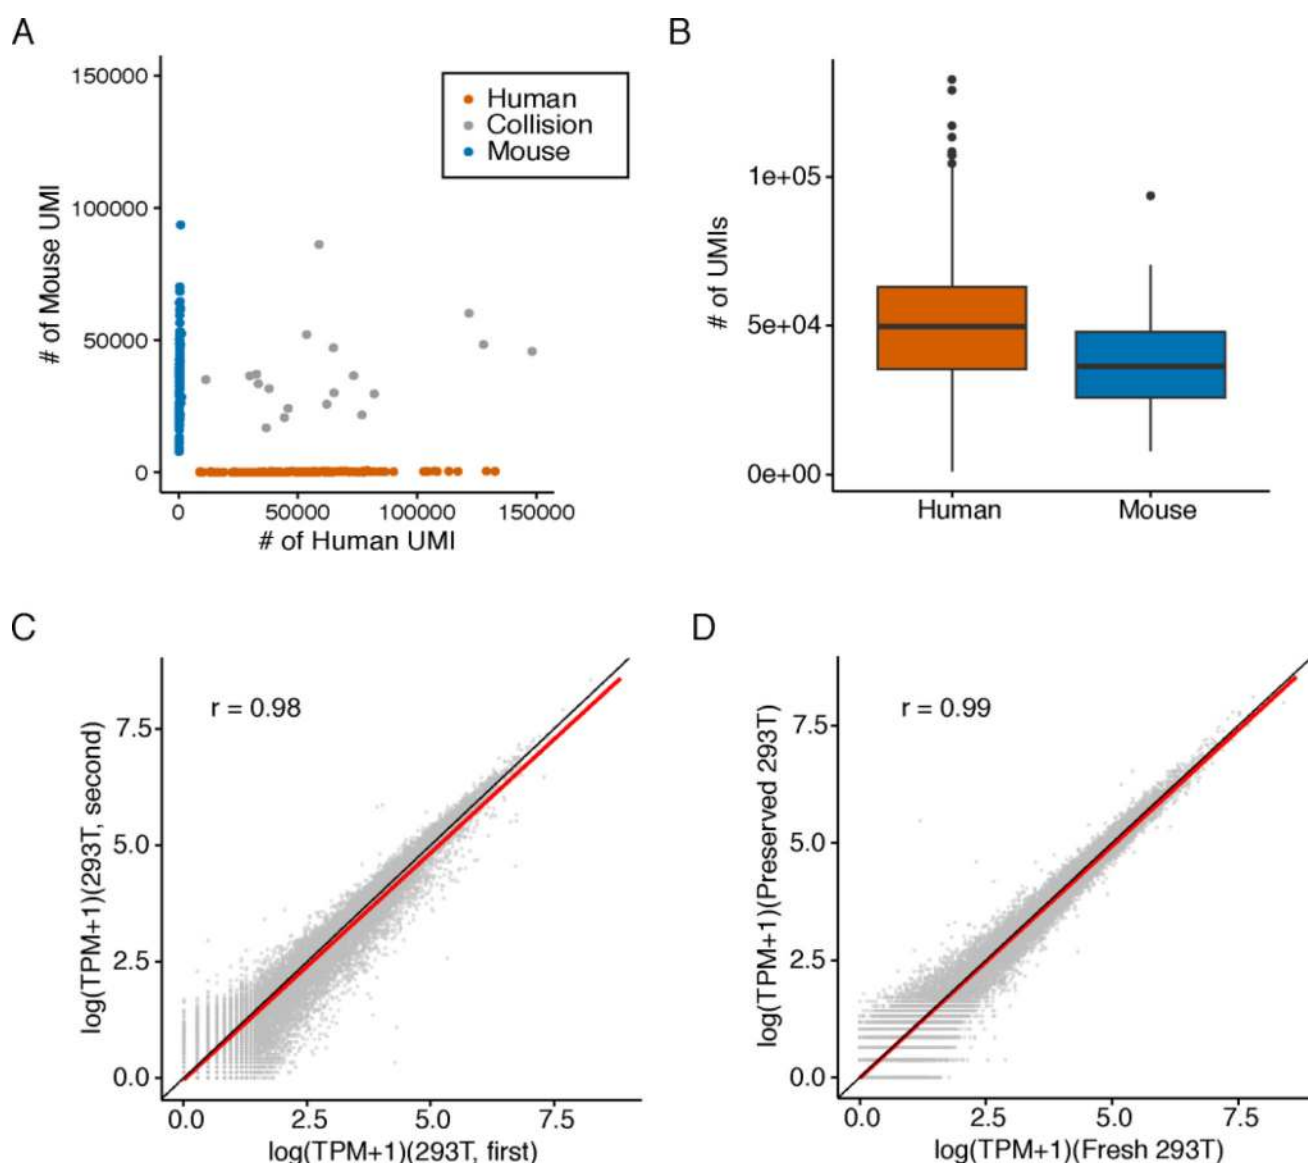 A
# of Mouse UMI
150000
100000
50000
0
Human
Collision
Mouse
0 50000 100000 150000
# of Human UMI
B
# of UMIs
1e+05
5e+04
0e+00
Human Mouse
C
log(TPM+1)(293T, second)
r = 0.98
7.5
5.0
2.5
0.0
0.0 2.5 5.0 7.5
log(TPM+1)(293T, first)
D
log(TPM+1)(Preserved 293T)
r = 0.99
7.5
5.0
2.5
0.0
0.0 2.5 5.0 7.5
log(TPM+1)(Fresh 293T)